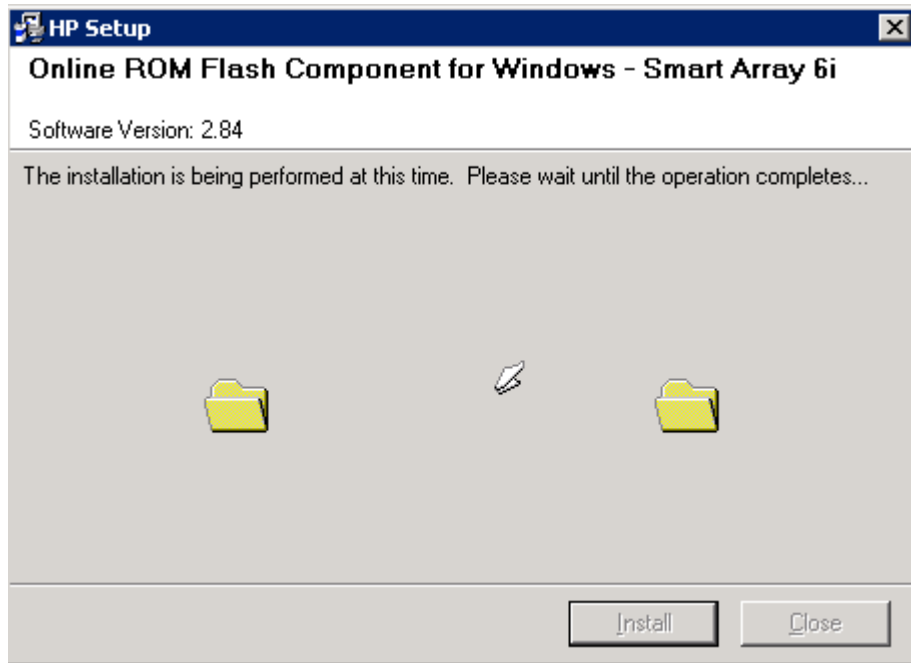 HP Setup
Online ROM Flash Component for Windows - Smart Array 6i
Software Version: 2.84
The installation is being performed at this time.  Please wait until the operation completes...
Install
Close